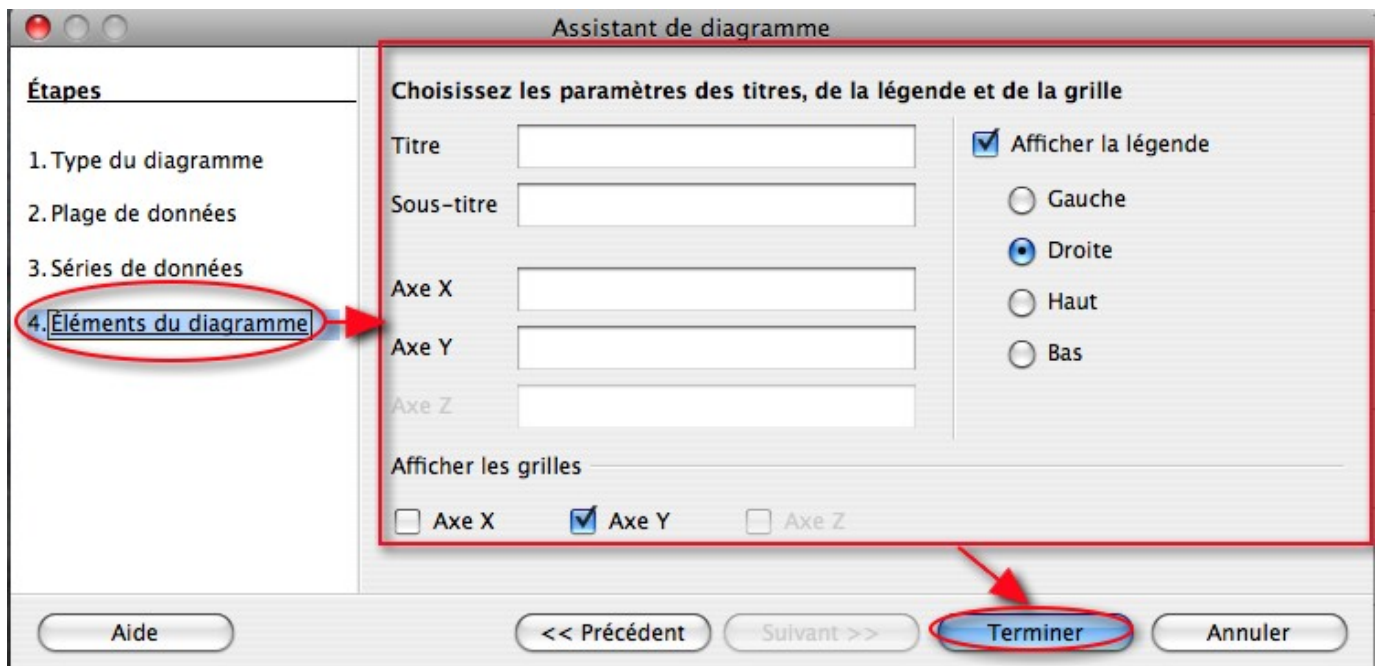 Assistant de diagramme
Étapes
1. Type du diagramme
2. Plage de données
3. Séries de données
4. Éléments du diagramme
Choisissez les paramètres des titres, de la légende et de la grille
Titre
Sous-titre
Axe X
Axe Y
Axe Z
Afficher la légende
Gauche
Droite
Haut
Bas
Afficher les grilles
Axe X Axe Y Axe Z
Aide << Précédent Suivant >> Terminer Annuler